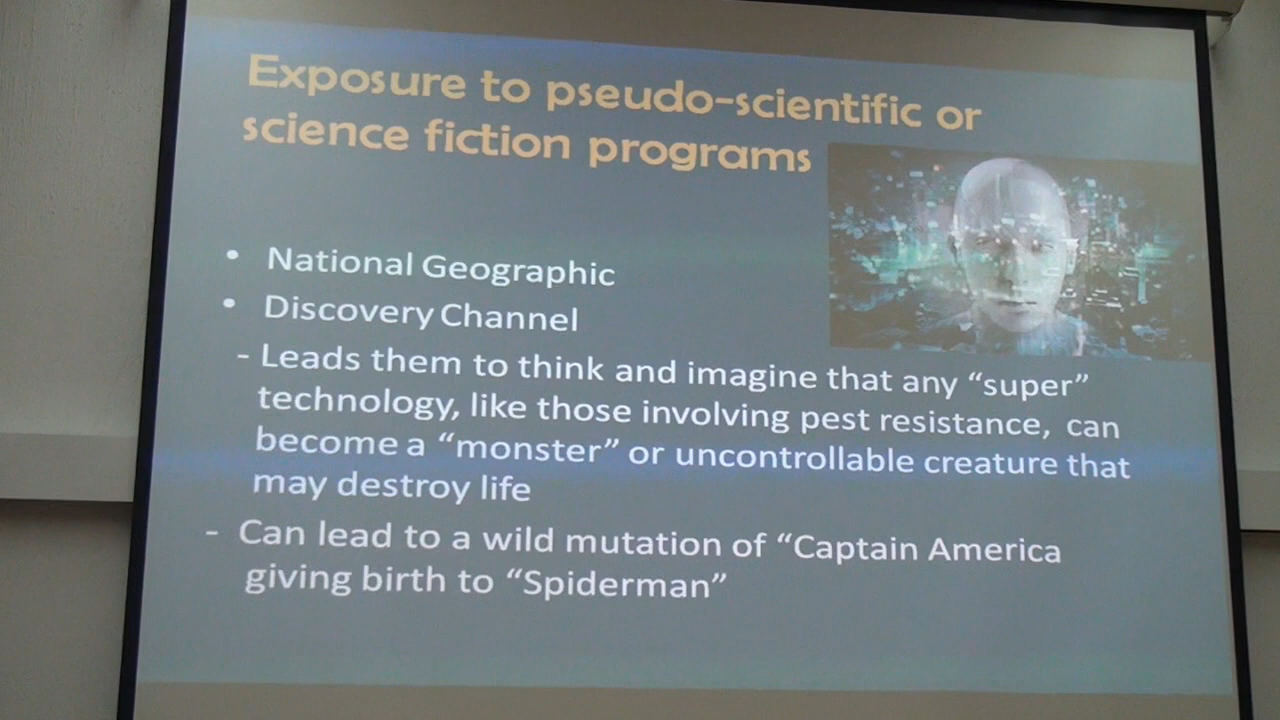 Exposure to pseudo-scientific or
science fiction programs
• National Geographic
• Discovery Channel
- Leads them to think and imagine that any “super”
technology, like those involving pest resistance, can
become a “monster” or uncontrollable creature that
may destroy life
- Can lead to a wild mutation of “Captain America
giving birth to “Spiderman”